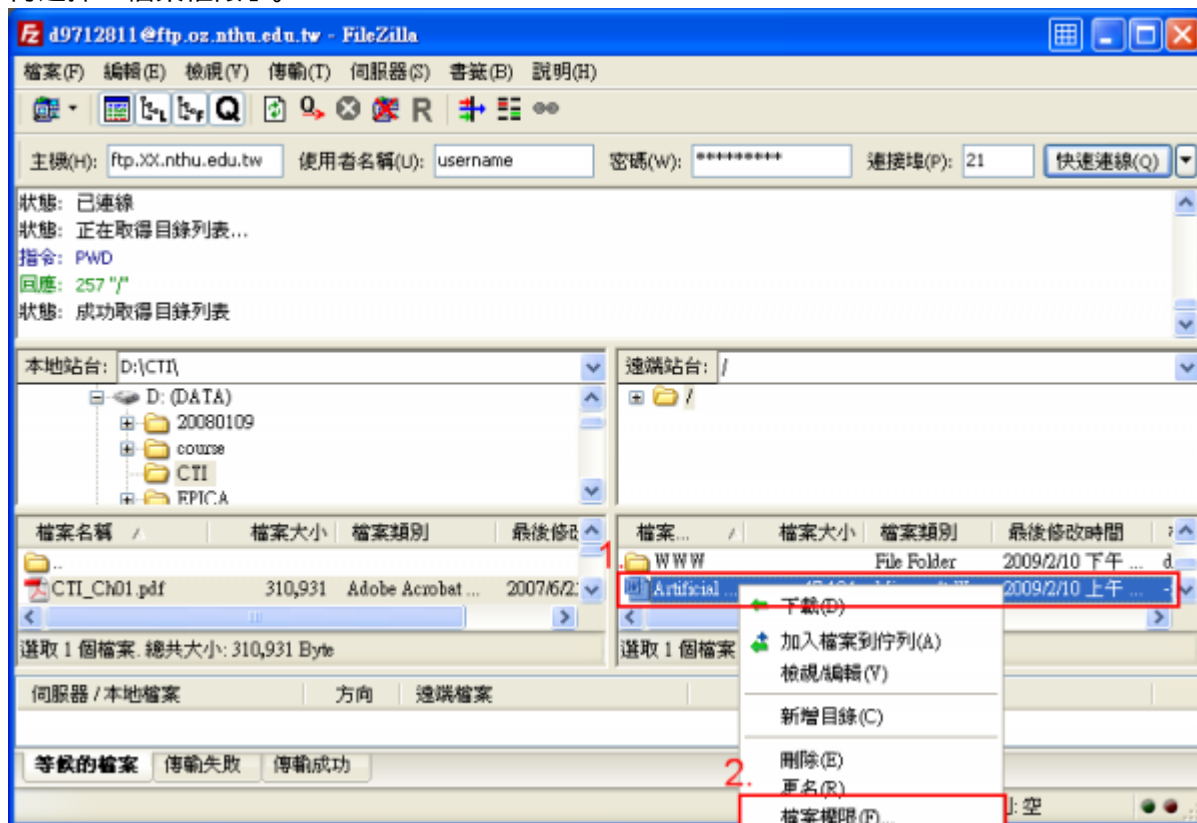 d9712811@ftp.oz.nthu.edu.tw - FileZilla
檔案(F) 編輯(E) 檢視(V) 傳輸(T) 伺服器(S) 書籤(B) 說明(H)
主機(H): ftp.XX.nthu.edu.tw 使用者名稱(U): username 密碼(W): ********* 連接埠(P): 21 快速連線(Q)
狀態: 已連線
狀態: 正在取得目錄列表...
指令: PWD
回應: 257 "/"
狀態: 成功取得目錄列表
本地站台: D:\CTI\ 遠端站台: /
D: (DATA) /
20080109
course
CTI
EPICA
檔案名稱 / 檔案大小 檔案類別 最後修改 檔案... / 檔案大小 檔案類別 最後修改時間
1.
.. WWW File Folder 2009/2/10 下午 ... d
CTI_Ch01.pdf 310,931 Adobe Acrobat ... 2007/6/2 Artificial ... 2009/2/10 上午 ... -
下載(D)
選取 1 個檔案. 總共大小: 310,931 Byte 選取 1 個檔案
加入檔案到佇列(A)
檢視/編輯(V)
伺服器 / 本地檔案 方向 遠端檔案
新增目錄(C)
等候的檔案 傳輸失敗 傳輸成功
刪除(E)
2.
更名(R)
檔案權限(F)...
: 空